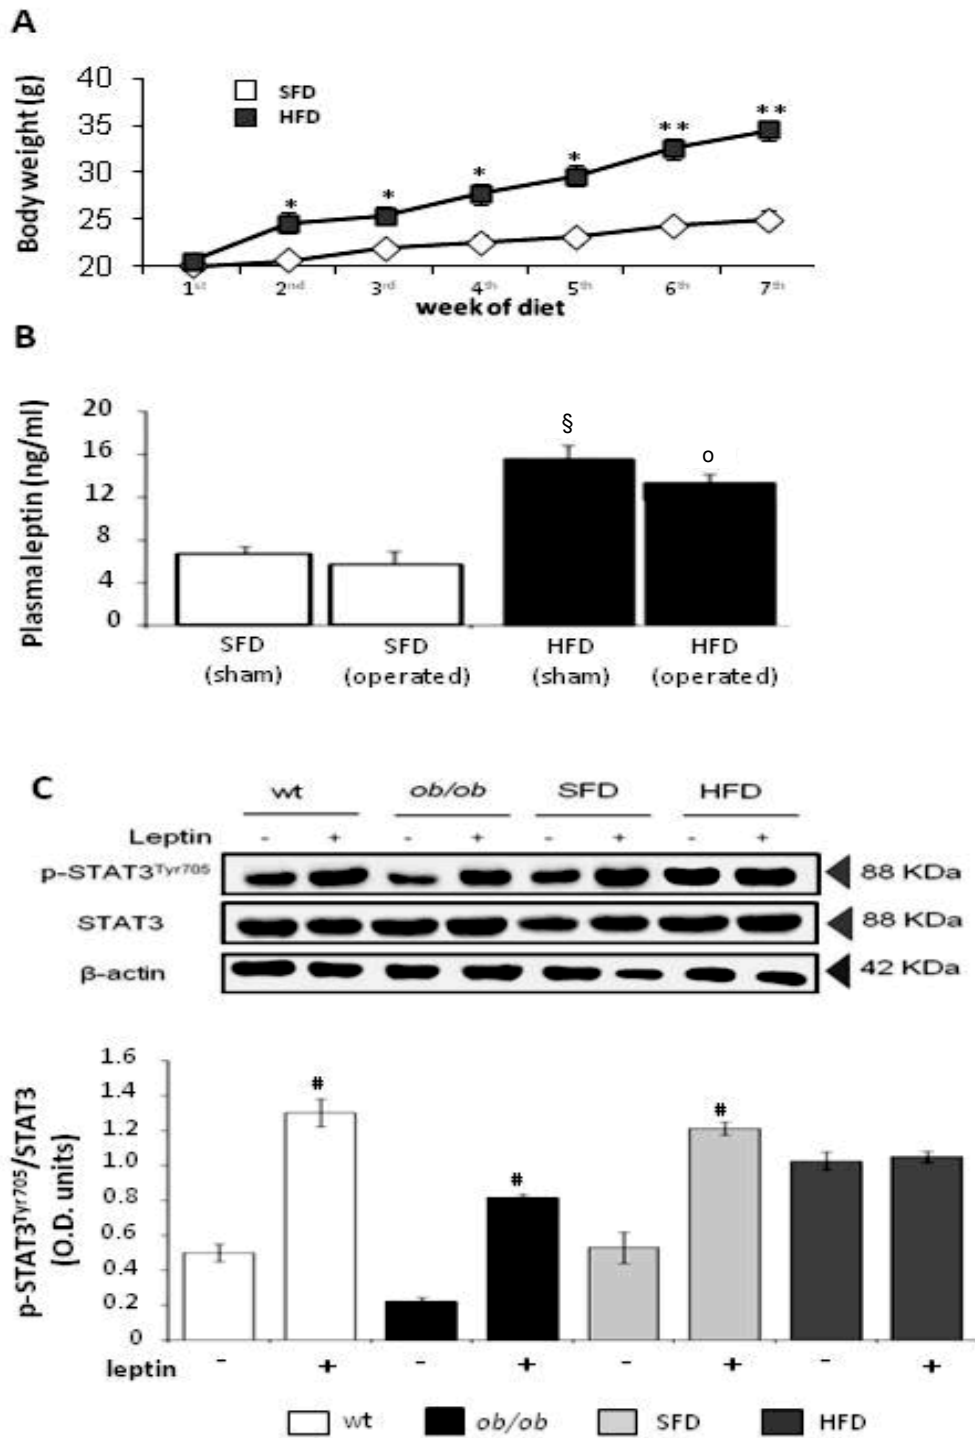 A
Body weight (g)
40
35
30
25
20
SFD
HFD
*
*
*
*
**
**
1st 2nd 3rd 4th 5th 6th 7th
week of diet
B
Plasma leptin (ng/ml)
20
16
12
8
4
0
§
o
SFD SFD HFD HFD
(sham) (operated) (sham) (operated)
C
wt ob/ob SFD HFD
Leptin - + - + - + - +
p-STAT3Tyr705 88 KDa
STAT3 88 KDa
β-actin 42 KDa
p-STAT3Tyr705/STAT3
(O.D. units)
1.6
1.4
1.2
1.0
0.8
0.6
0.4
0.2
0
#
#
#
leptin - + - + - + - +
wt ob/ob SFD HFD